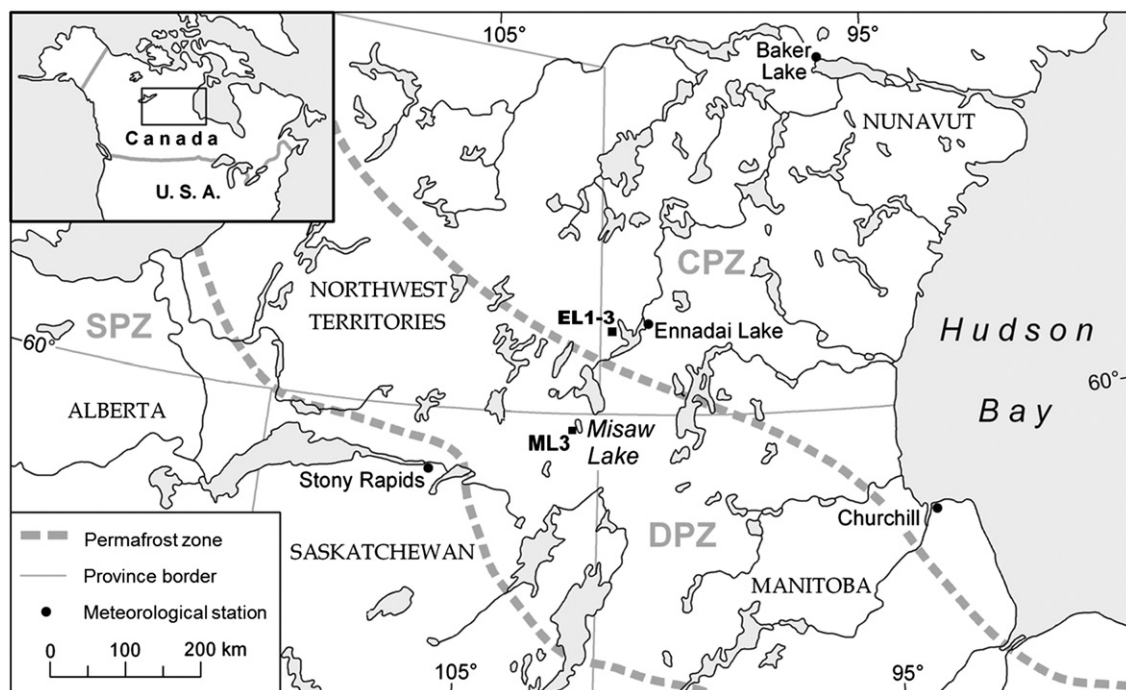 105°
95°
Baker
Lake
NUNAVUT
Canada
U. S. A.
CPZ
NORTHWEST
TERRITORIES
SPZ
EL1-3
Ennadai Lake
Hudson
Bay
60°
60°
ALBERTA
ML3
Misaw
Lake
Stony Rapids
Churchill
DPZ
SASKATCHEWAN
MANITOBA
Permafrost zone
Province border
Meteorological station
0 100 200 km
105°
95°